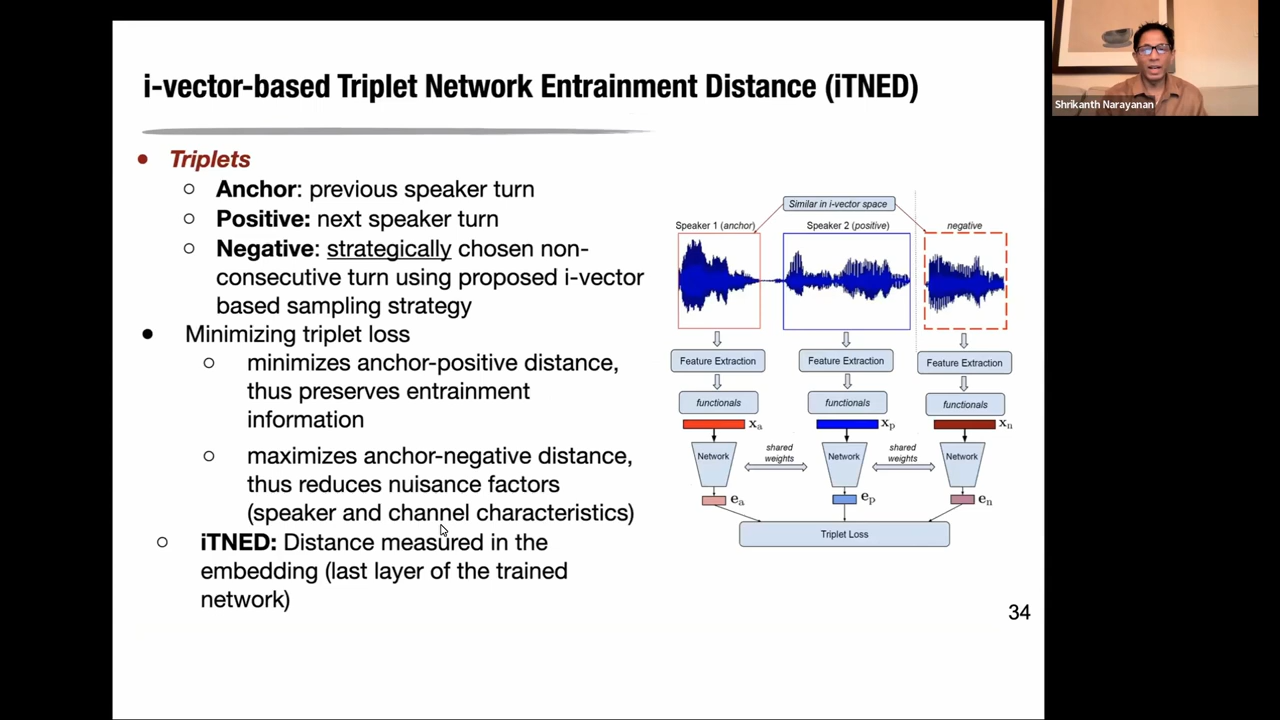 i-vector-based Triplet Network Entrainment Distance (iTNED)
Triplets
Anchor: previous speaker turn
Positive: next speaker turn
Negative: strategically chosen non-
consecutive turn using proposed i-vector
based sampling strategy
Minimizing triplet loss
minimizes anchor-positive distance,
thus preserves entrainment
information
maximizes anchor-negative distance,
thus reduces nuisance factors
(speaker and channel characteristics)
iTNED: Distance measured in the
embedding (last layer of the trained
network)
Similar in i-vector space
Speaker 1 (anchor)
Speaker 2 (positive)
negative
Feature Extraction
Feature Extraction
Feature Extraction
functionals
functionals
functionals
xa
xp
xn
Network
shared
weights
Network
shared
weights
Network
ea
ep
en
Triplet Loss
34
Shrikanth Narayanan